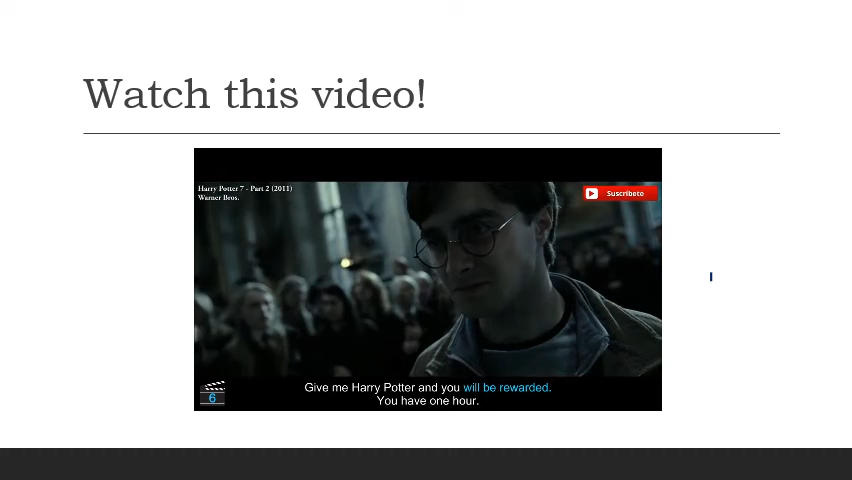 Watch this video!
Harry Potter 7 - Part 2 (2011)
Warner Bros.
Suscribete
Give me Harry Potter and you will be rewarded.
You have one hour.
6